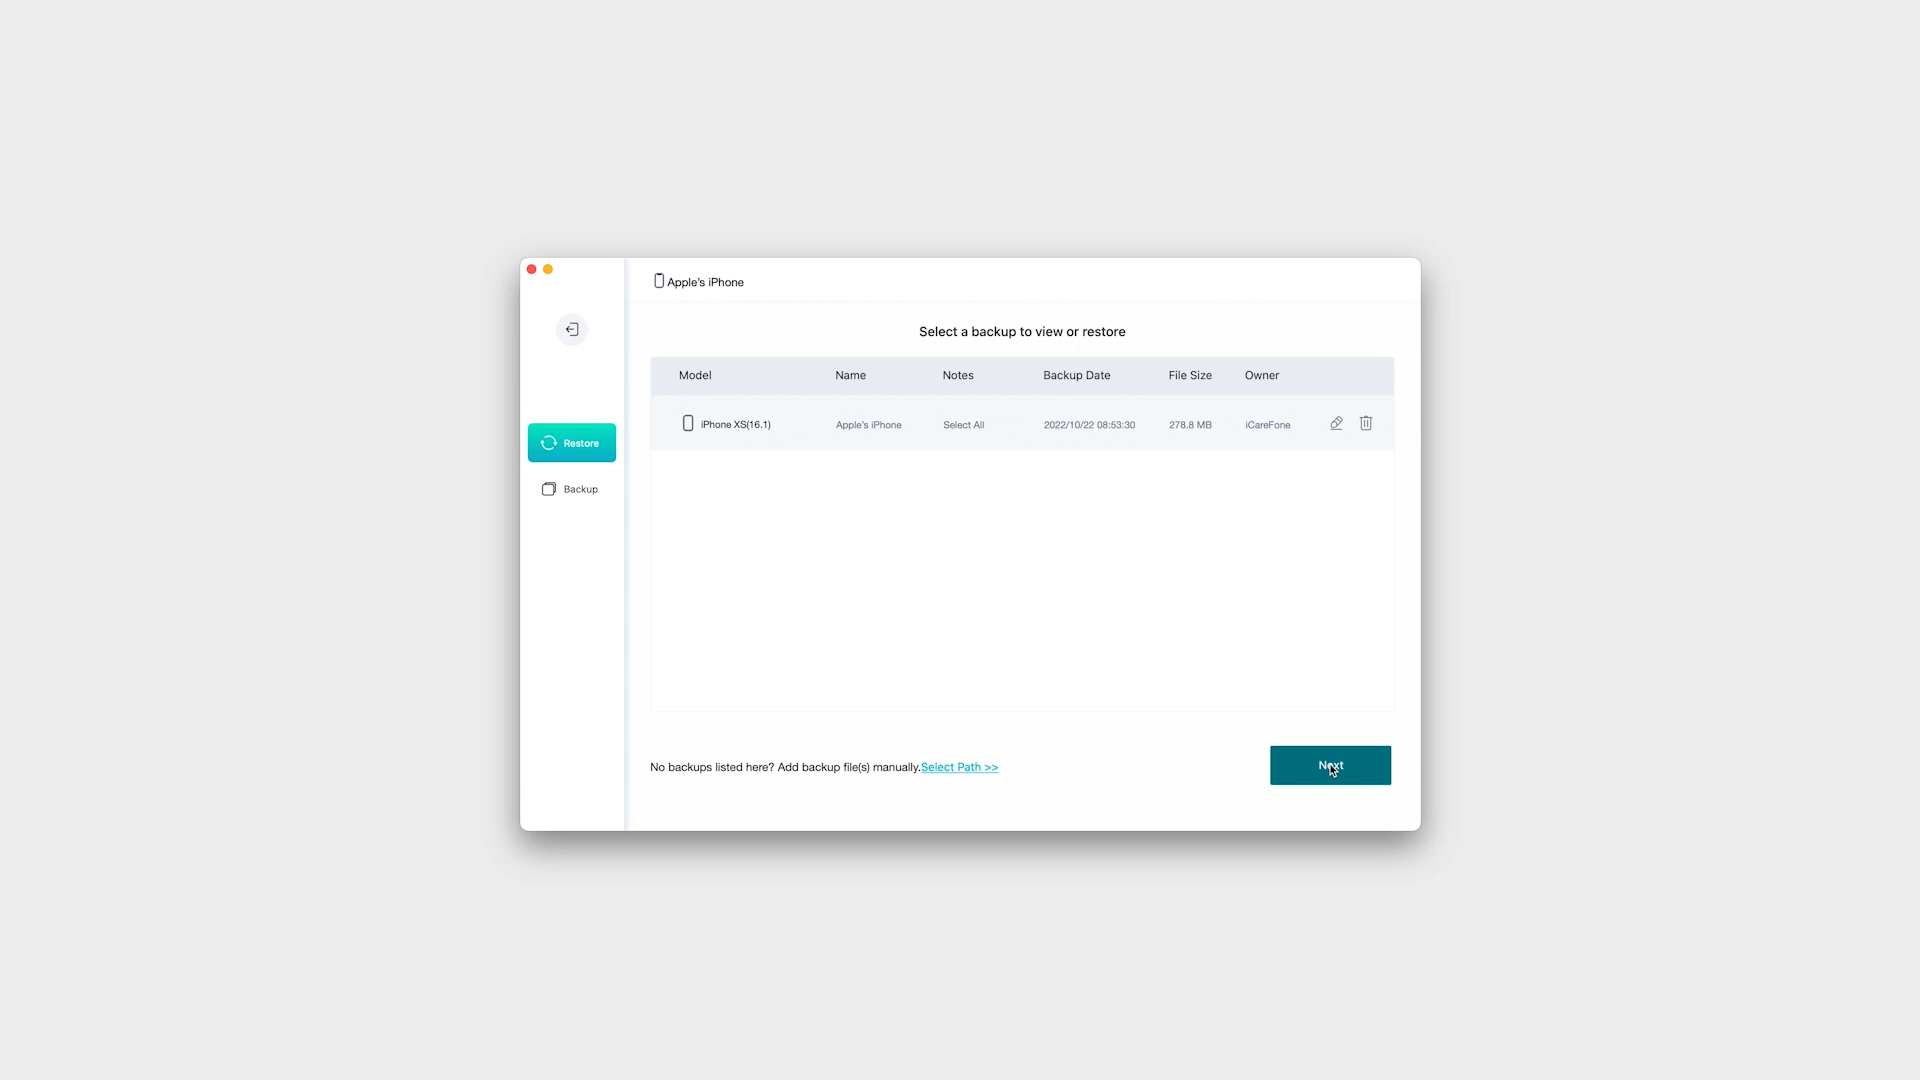 Apple's iPhone
Select a backup to view or restore
Model Name Notes Backup Date File Size Owner
iPhone XS(16.1) Apple's iPhone Select All 2022/10/22 08:53:30 278.8 MB iCareFone
Restore
Backup
No backups listed here? Add backup file(s) manually.Select Path >>
Next